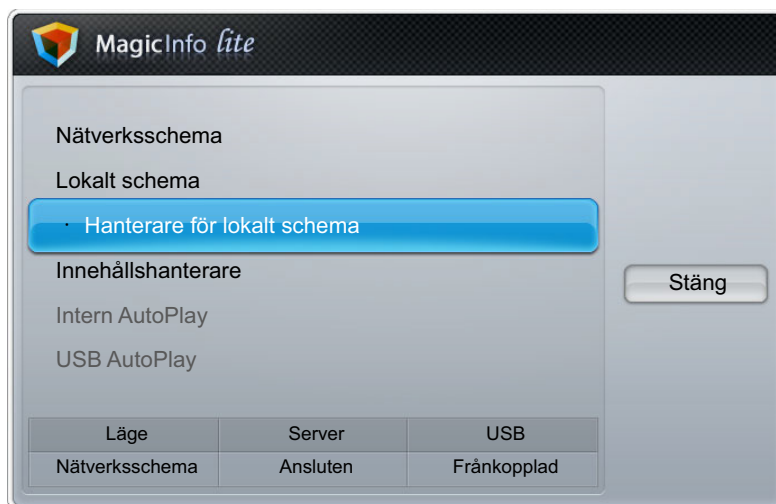 MagicInfo lite
Nätverksschema
Lokalt schema
· Hanterare för lokalt schema
Innehållshanterare
Intern AutoPlay
USB AutoPlay
Stäng
Läge Server USB
Nätverksschema Ansluten Frånkopplad